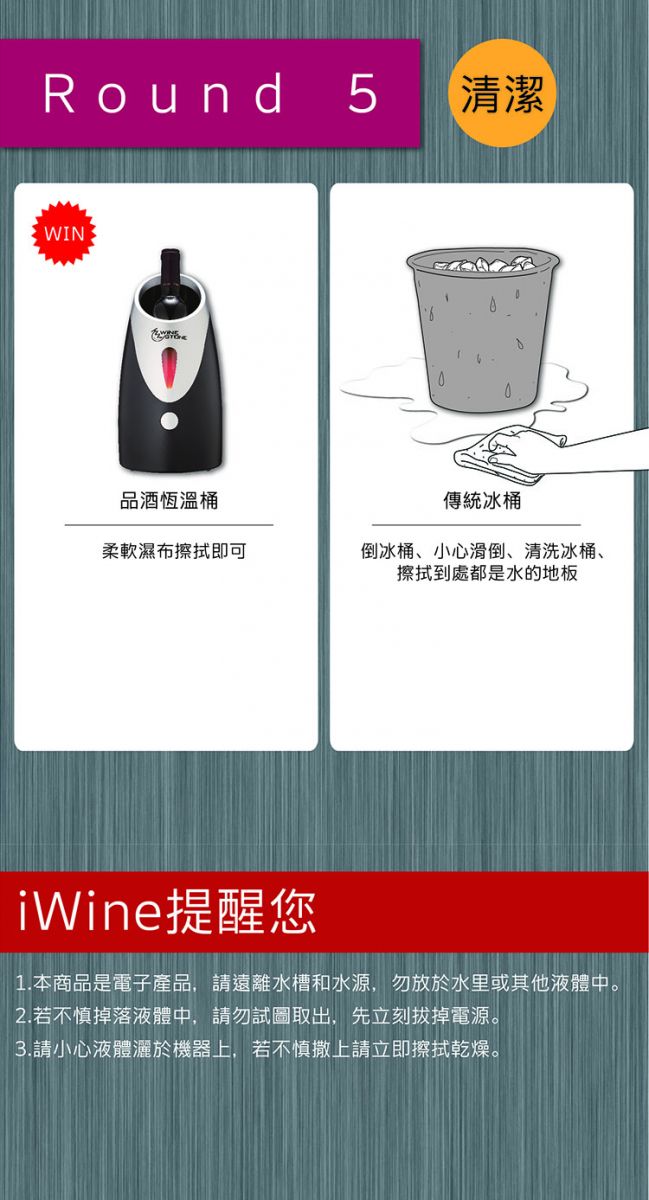 Round 5
清潔
WIN
WINE
STONE
品酒恆溫桶
柔軟濕布擦拭即可
傳統冰桶
倒冰桶、小心滑倒、清洗冰桶、
擦拭到處都是水的地板
iWine提醒您
1.本商品是電子產品，請遠離水槽和水源，勿放於水里或其他液體中。
2.若不慎掉落液體中，請勿試圖取出，先立刻拔掉電源。
3.請小心液體灑於機器上，若不慎撒上請立即擦拭乾燥。